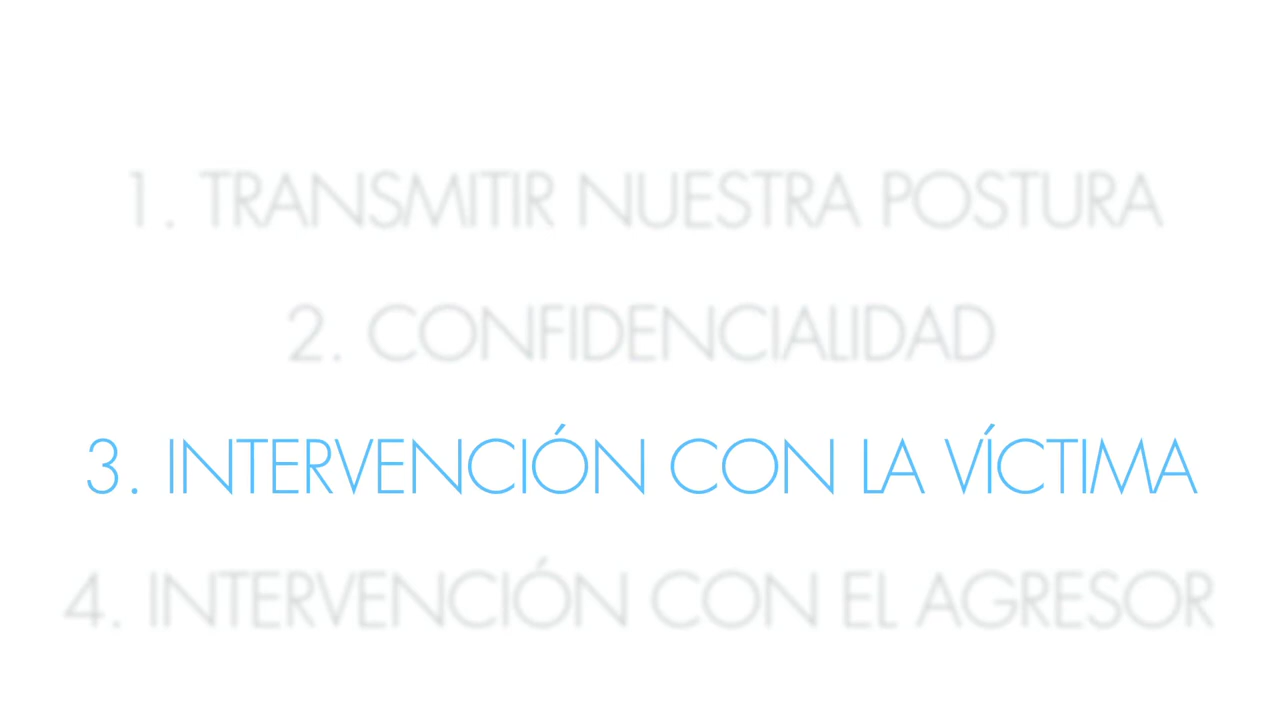 1. TRANSMITIR NUESTRA POSTURA
2. CONFIDENCIALIDAD
3. INTERVENCIÓN CON LA VÍCTIMA
4. INTERVENCIÓN CON EL AGRESOR